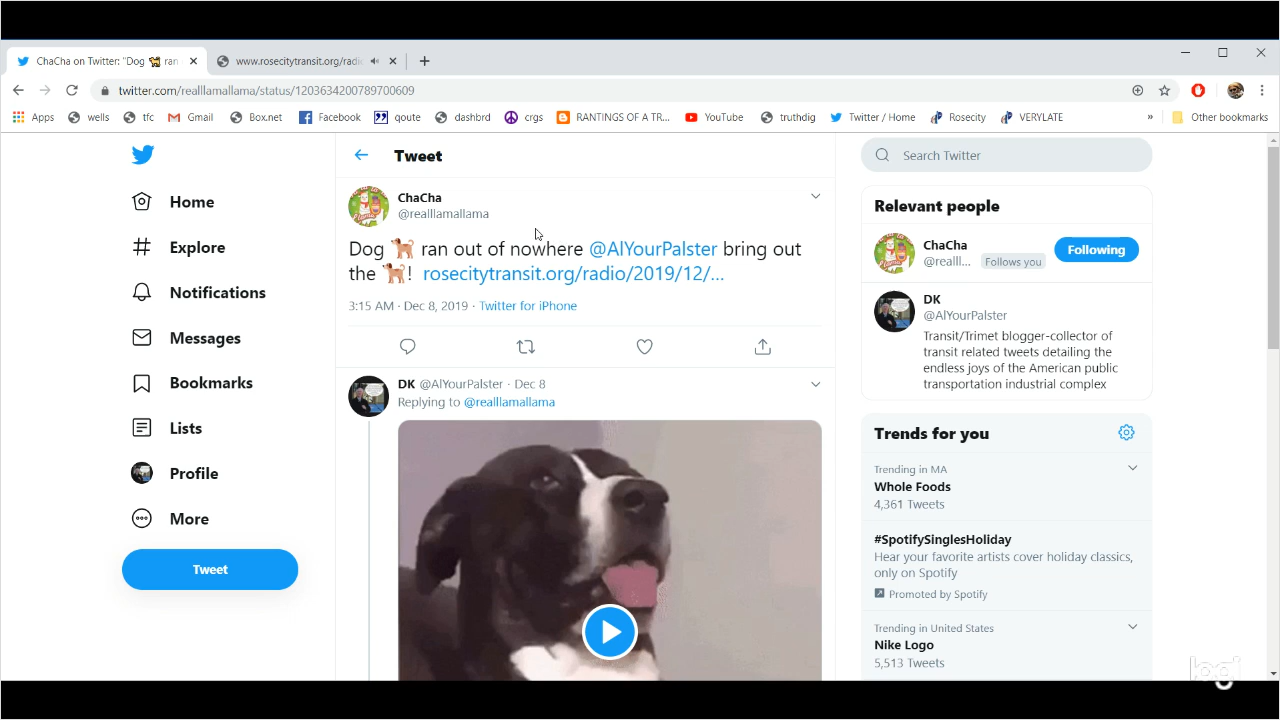 ChaCha on Twitter: "Dog 🐕 ran
www.rosecitytransit.org/radi
twitter.com/realllamallama/status/1203634200789700609
Apps wells tfc Gmail Box.net Facebook qoute dashbrd crgs RANTINGS OF A TR... YouTube truthdig Twitter / Home Rosecity VERYLATE » Other bookmarks
Home
Explore
Notifications
Messages
Bookmarks
Lists
Profile
More
Tweet
Tweet
ChaCha
@realllamallama
Dog 🐕 ran out of nowhere @AlYourPalster bring out
the 🐕! rosecitytransit.org/radio/2019/12/...
3:15 AM · Dec 8, 2019 · Twitter for iPhone
DK @AlYourPalster · Dec 8
Replying to @realllamallama
Search Twitter
Relevant people
ChaCha
@realll... Follows you
Following
DK
@AlYourPalster
Transit/Trimet blogger-collector of
transit related tweets detailing the
endless joys of the American public
transportation industrial complex
Trends for you
Trending in MA
Whole Foods
4,361 Tweets
#SpotifySinglesHoliday
Hear your favorite artists cover holiday classics,
only on Spotify
Promoted by Spotify
Trending in United States
Nike Logo
5,513 Tweets
logi